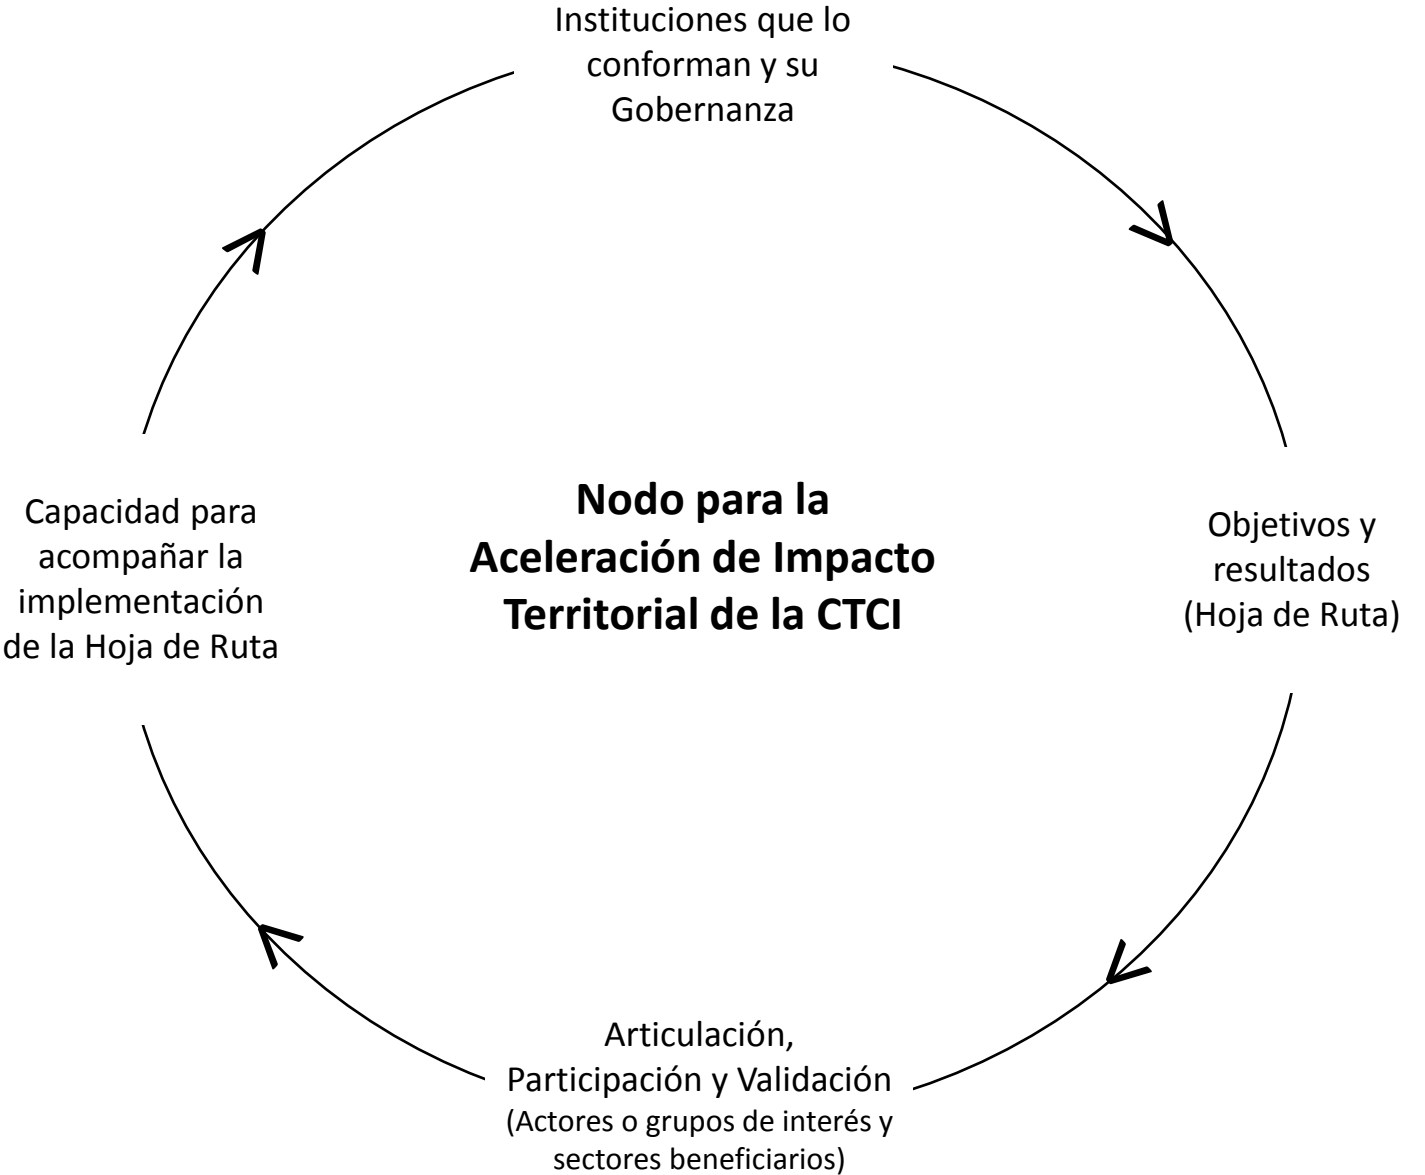 Instituciones que lo
conforman y su
Gobernanza
Nodo para la
Aceleración de Impacto
Territorial de la CTCI
Capacidad para
acompañar la
implementación
de la Hoja de Ruta
Objetivos y
resultados
(Hoja de Ruta)
Articulación,
Participación y Validación
(Actores o grupos de interés y
sectores beneficiarios)